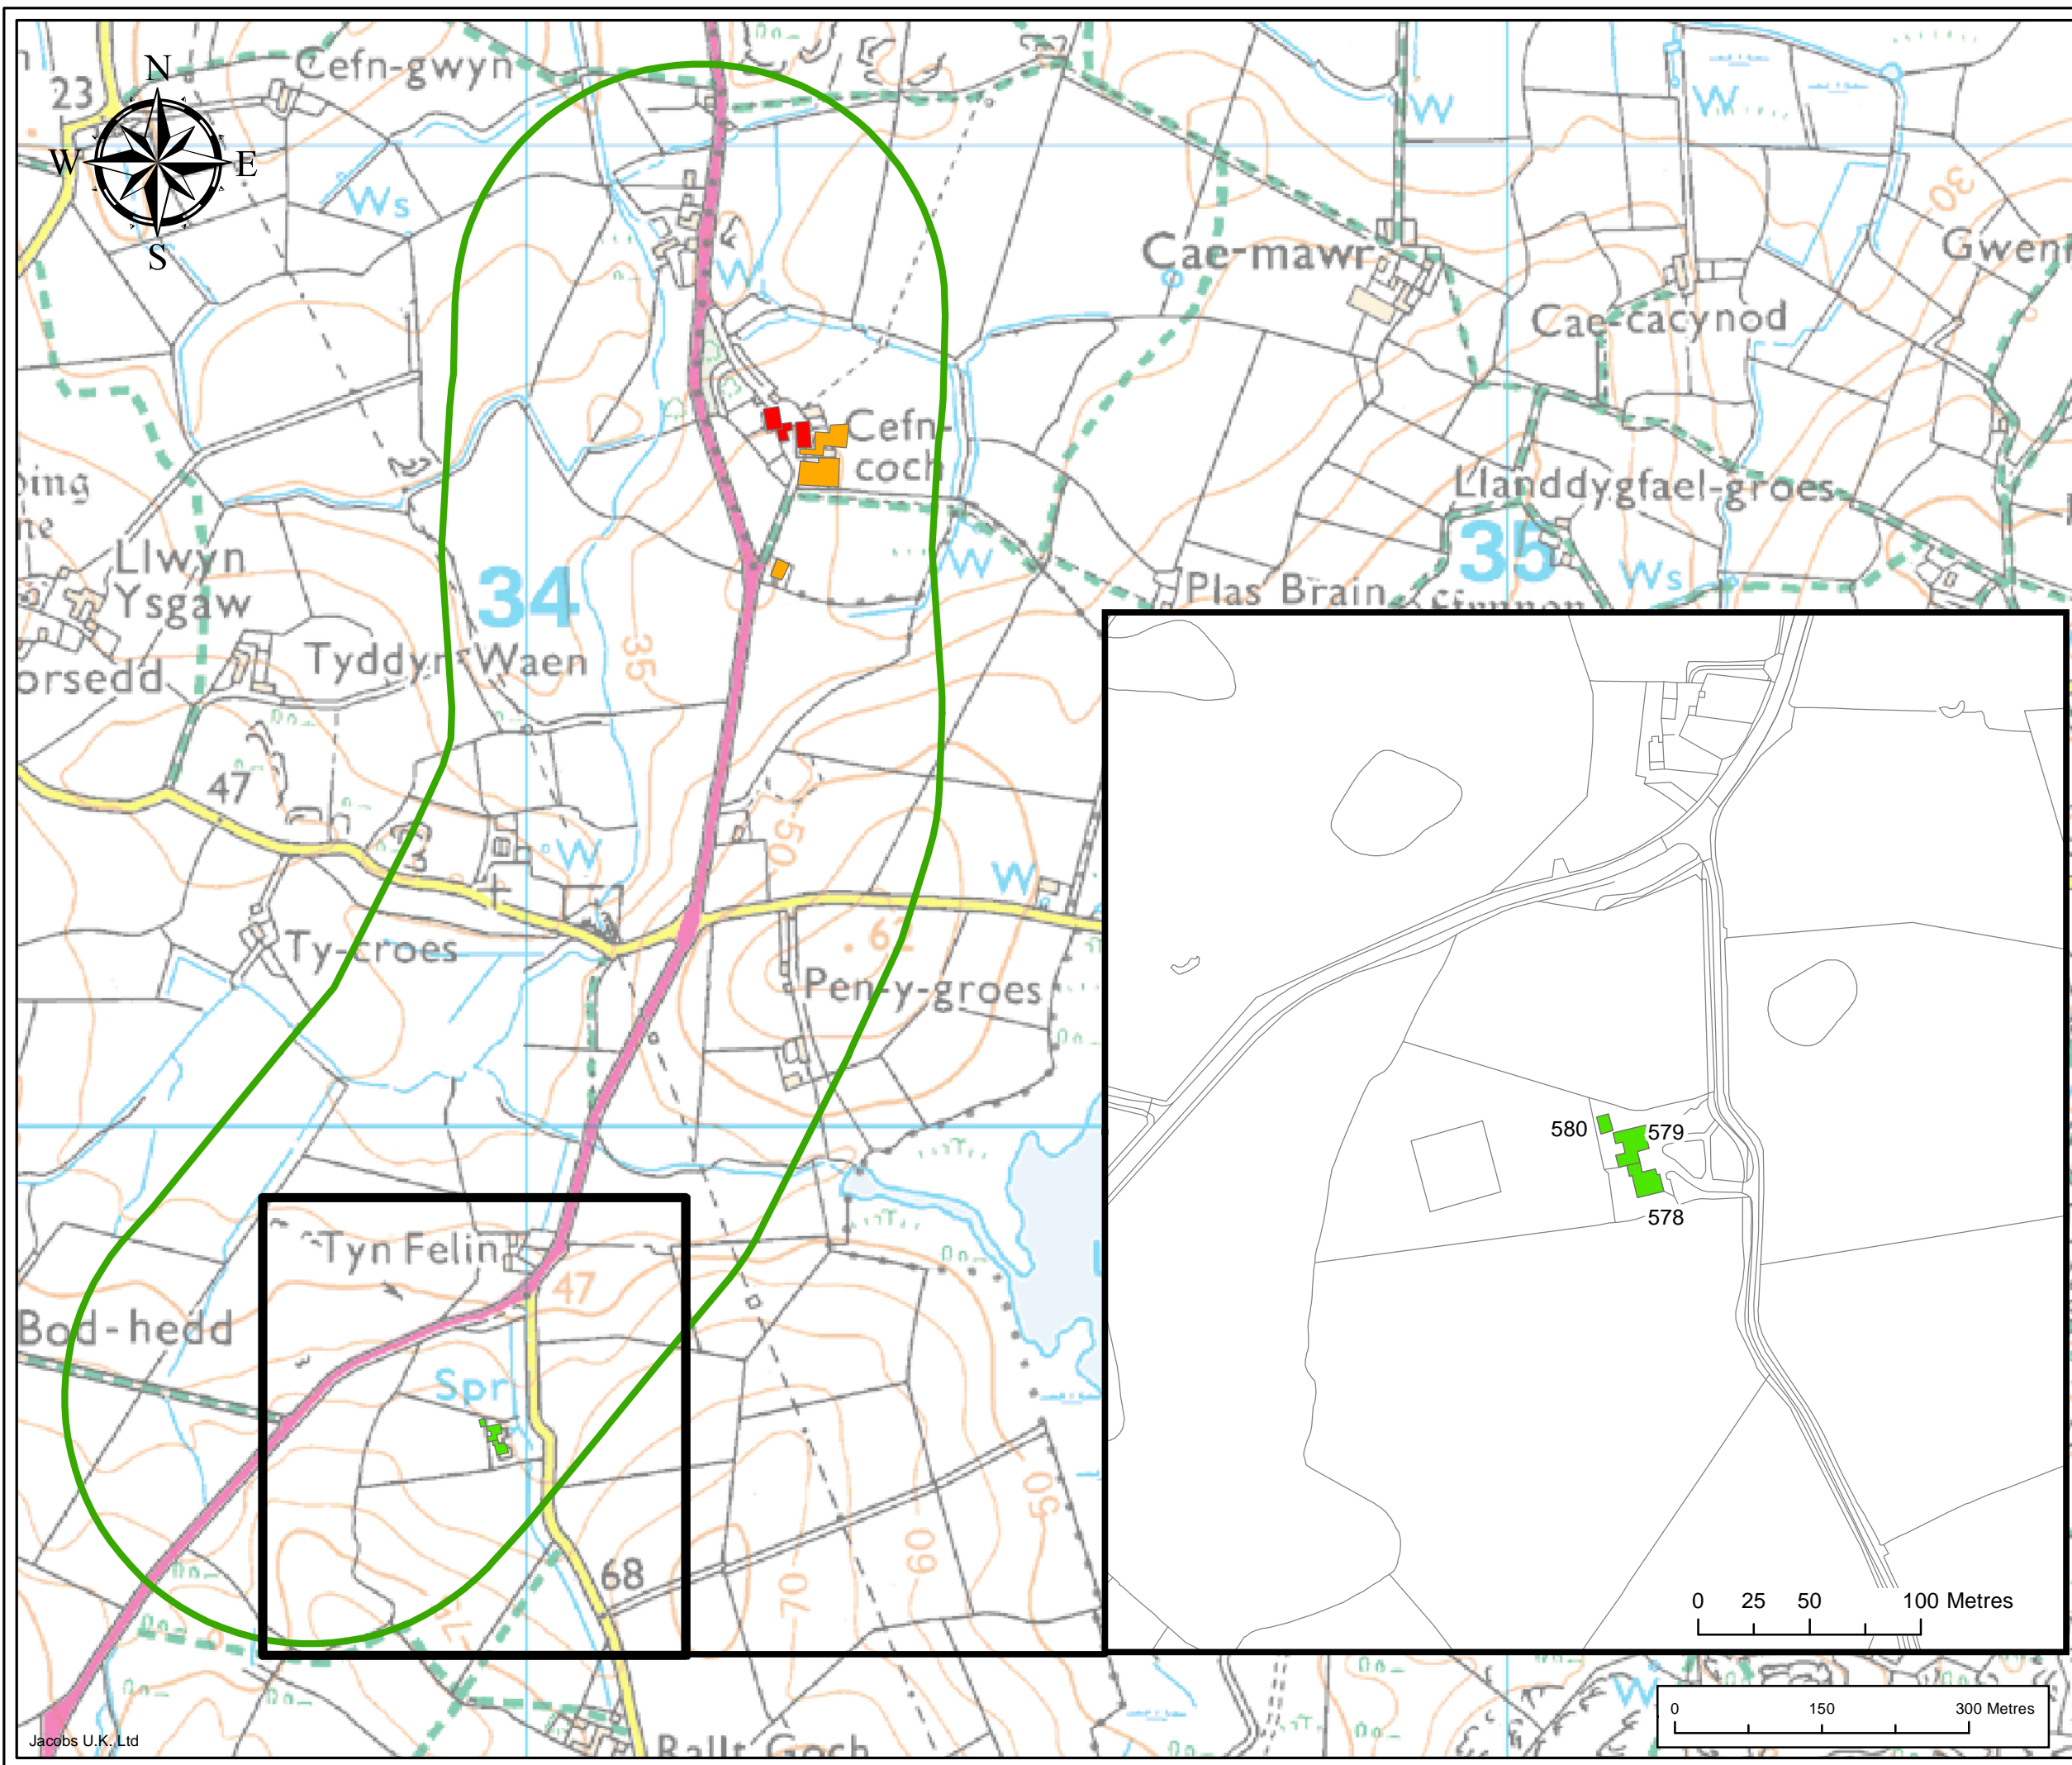 Cefn-gwyn
N
23
W
E
S
Ws
W
W
30
Gwen
Cae-mawr
W
Cae-cacynod
Cefn-
coch
Llanddygfael-groes
35
Ws
W
Plas Brain
34
Llwyn
Ysgaw
orsedd
Tyddyn Waen
35
47
50
W
W
Ty-croes
62
Pen-y-groes
580
579
578
Tyn Felin
47
Bod-hedd
Spr
50
60
70
68
0 25 50 100 Metres
0 150 300 Metres
W
Jacobs U.K. Ltd
Rallt Goch